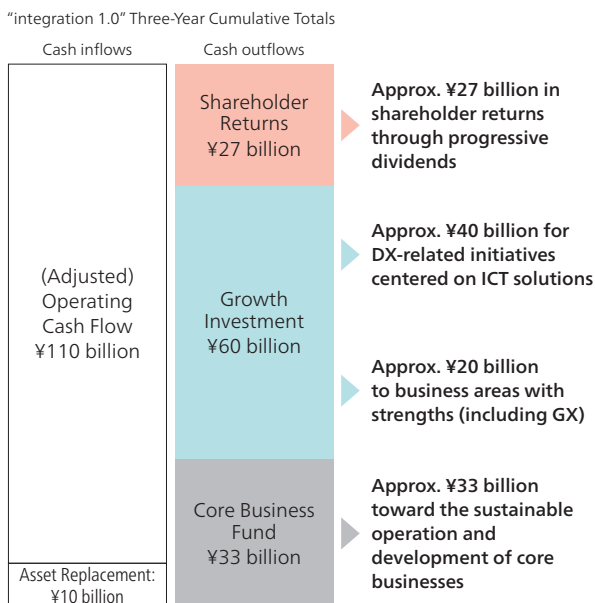 “integration 1.0” Three-Year Cumulative Totals
Cash inflows
Cash outflows
(Adjusted)
Operating
Cash Flow
¥110 billion
Asset Replacement:
¥10 billion
Shareholder
Returns
¥27 billion
Growth
Investment
¥60 billion
Core Business
Fund
¥33 billion
Approx. ¥27 billion in
shareholder returns
through progressive
dividends
Approx. ¥40 billion for
DX-related initiatives
centered on ICT solutions
Approx. ¥20 billion
to business areas with
strengths (including GX)
Approx. ¥33 billion
toward the sustainable
operation and
development of core
businesses